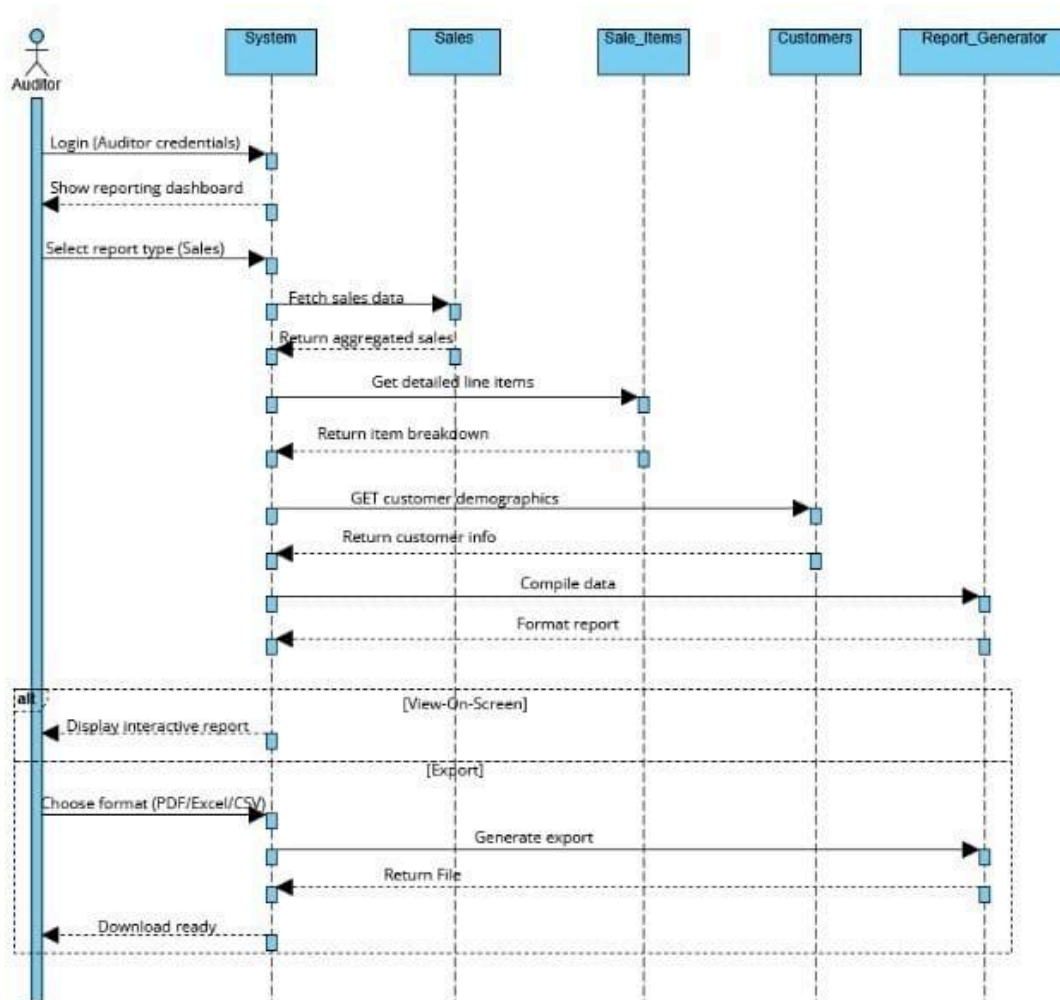 System
Sales
Sale_Items
Customers
Report_Generator
Auditor
Login (Auditor credentials)
Show reporting dashboard
Select report type (Sales)
Fetch sales data
Return aggregated sales
Get detailed line items
Return item breakdown
GET customer demographics
Return customer info
Compile data
Format report
alt
[View-On-Screen]
Display interactive report
[Export]
Choose format (PDF/Excel/CSV)
Generate export
Return File
Download ready